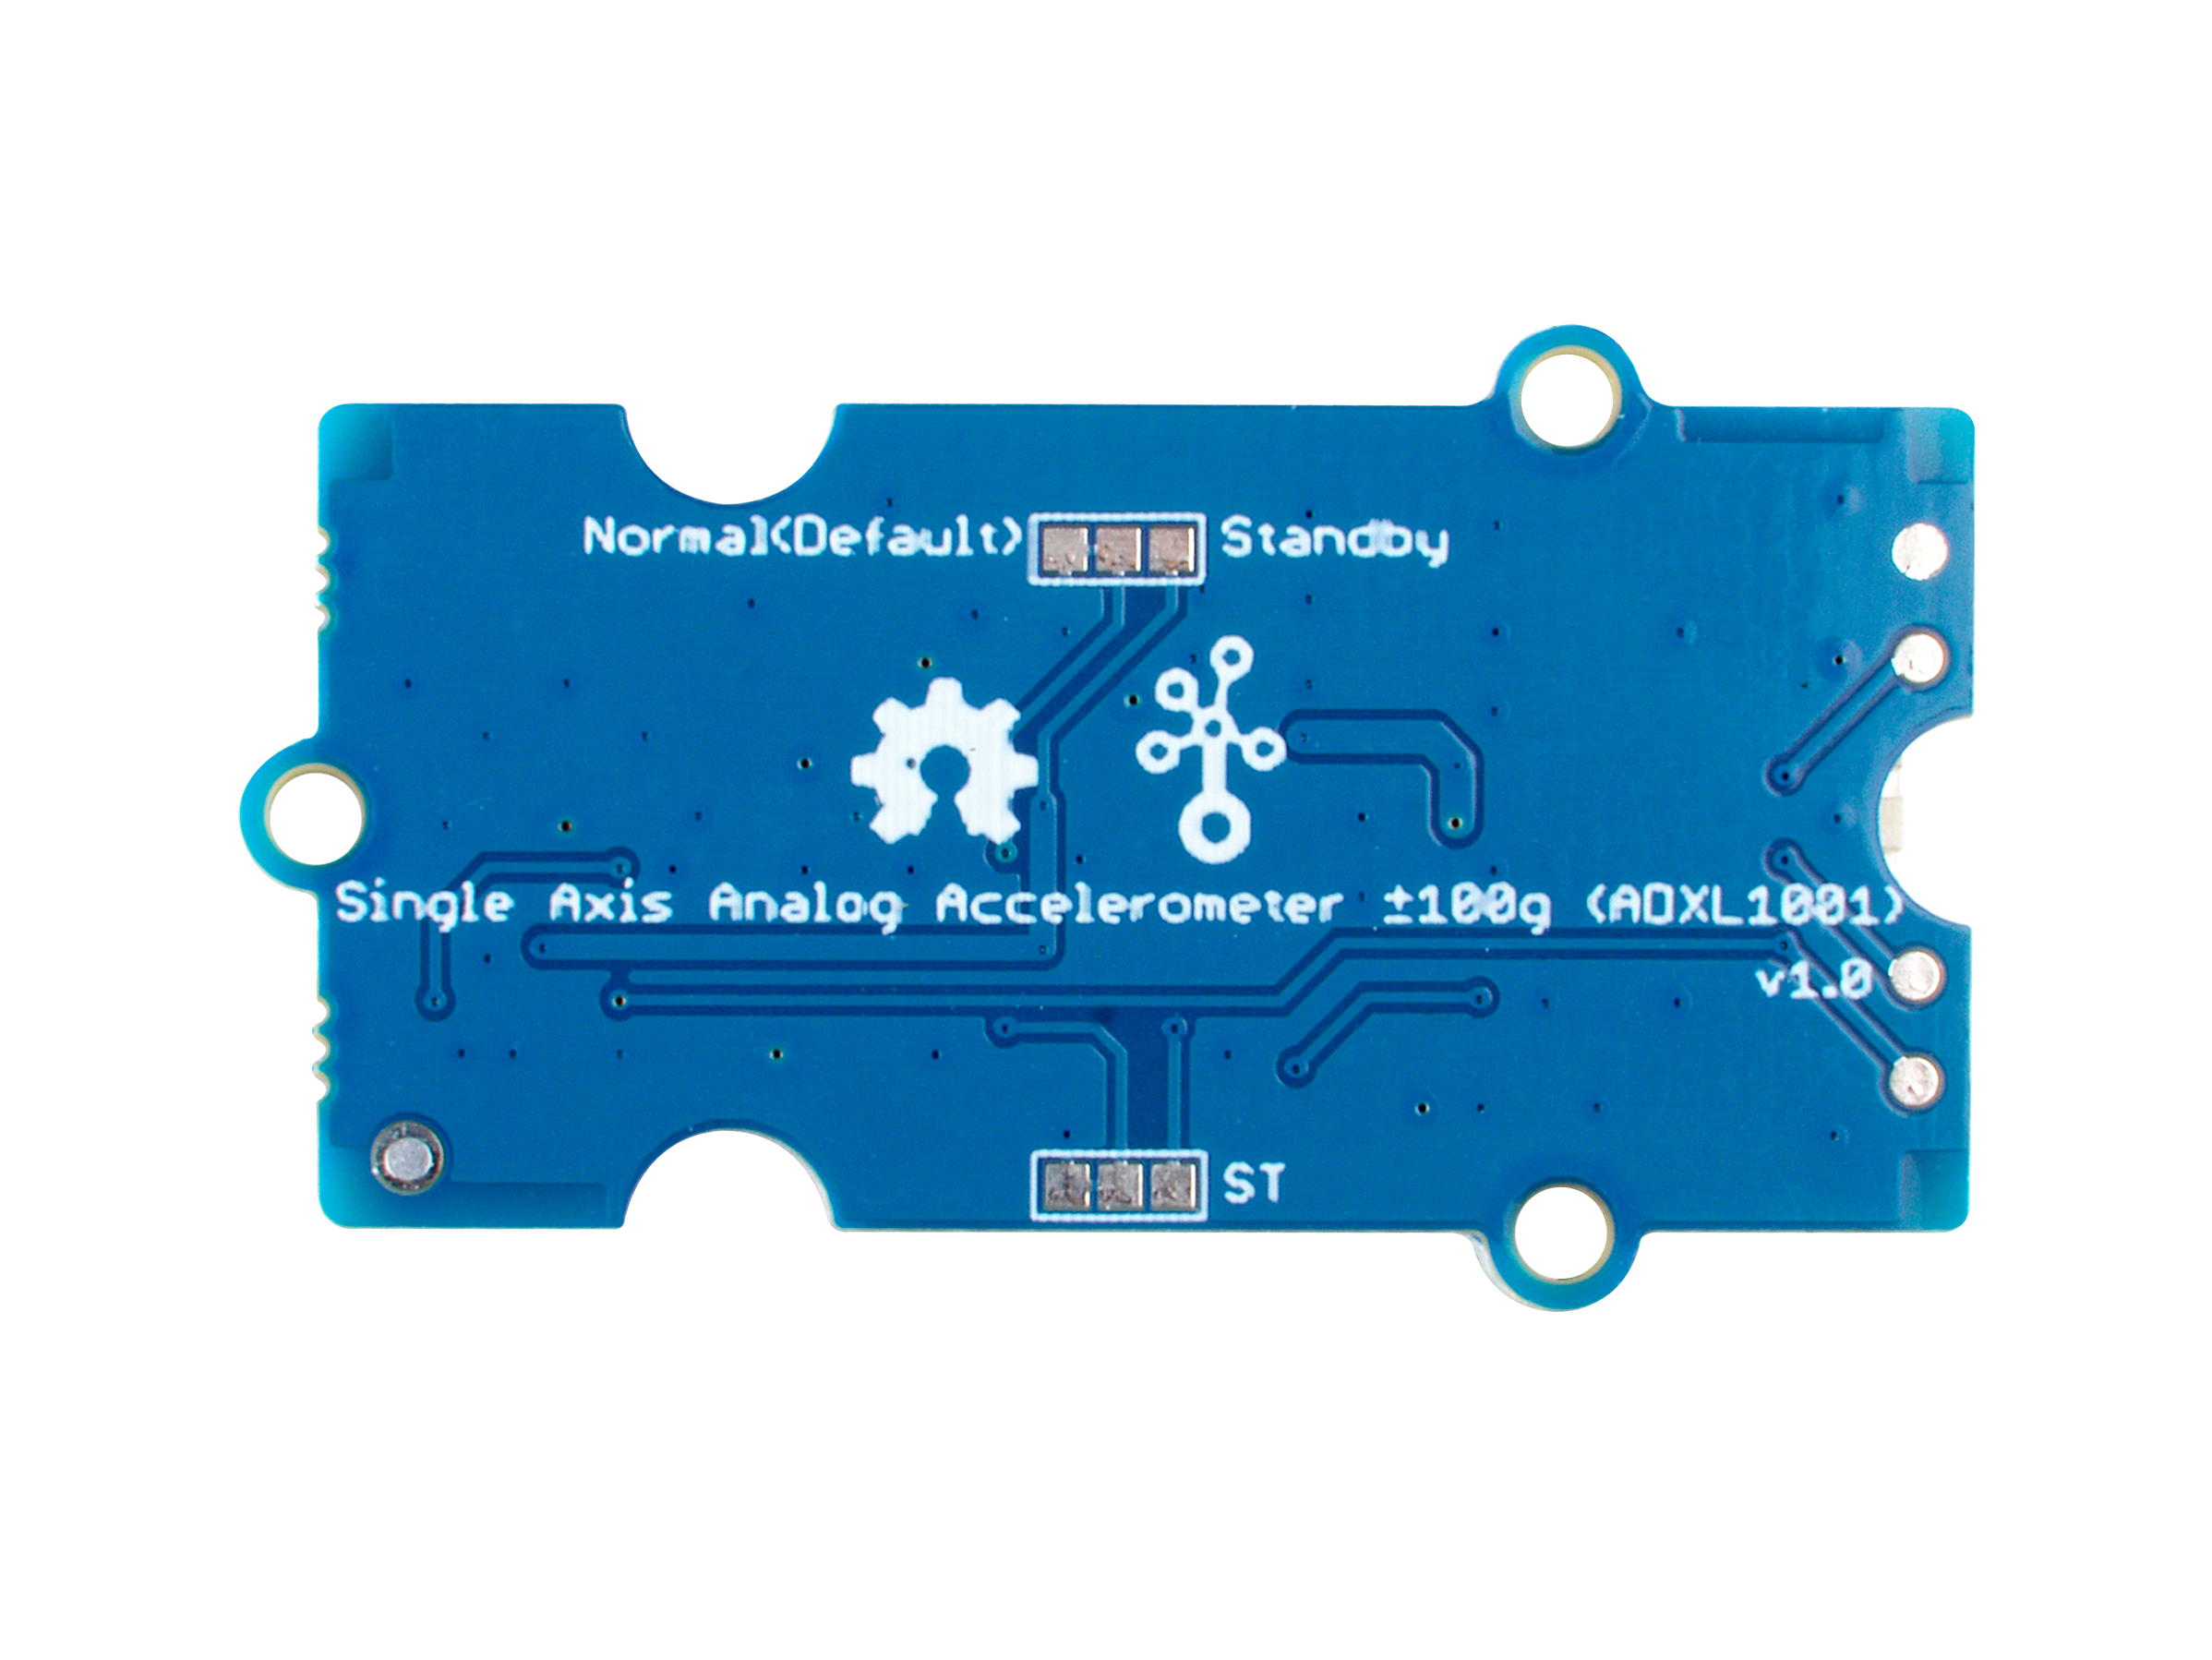 Normal(Default) Standby
Single Axis Analog Accelerometer ±100g (ADXL1001)
v1.0
ST